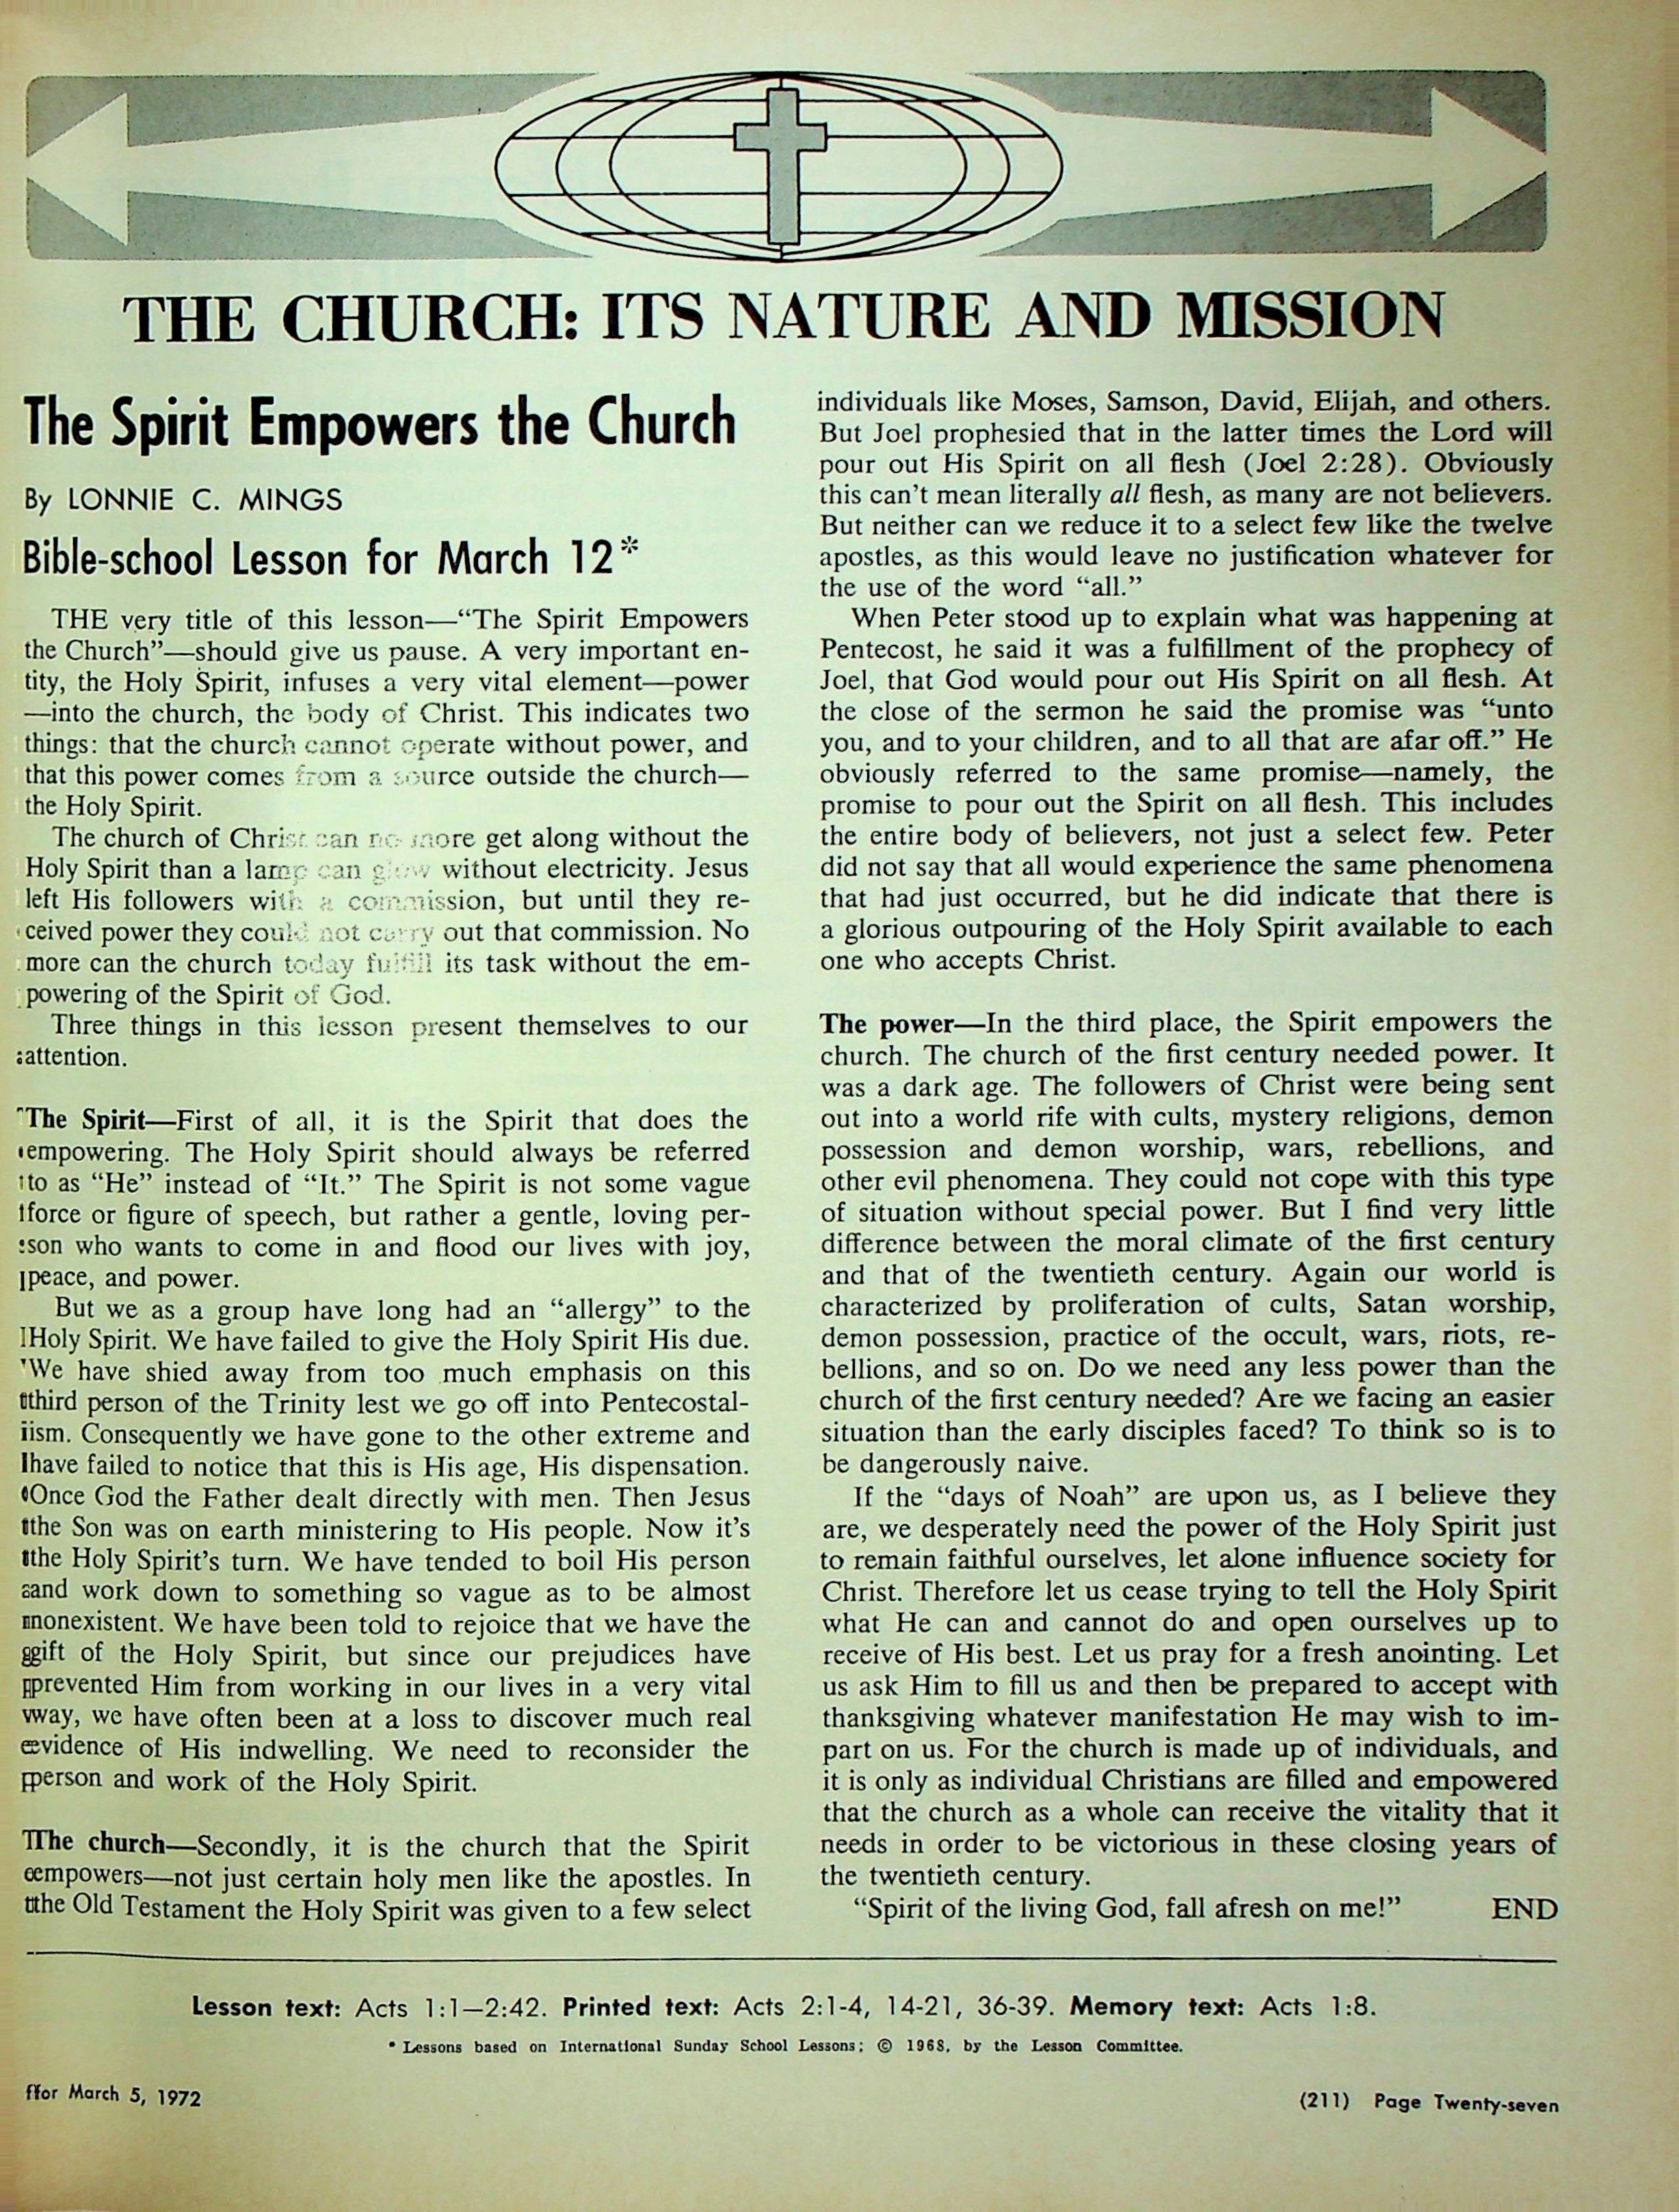 THE CHURCH: ITS NATURE AND MISSION
The Spirit Empowers the Church
By LONNIE C. MINGS
Bible-school Lesson for March 12*
THE very title of this lesson—“The Spirit Empowers
the Church”—should give us pause. A very important en-
tity, the Holy Spirit, infuses a very vital element—power
—into the church, the body of Christ. This indicates two
things: that the church cannot operate without power, and
that this power comes from a source outside the church—
the Holy Spirit.
The church of Christ can no more get along without the
Holy Spirit than a lamp can glow without electricity. Jesus
left His followers with a commission, but until they re-
ceived power they could not carry out that commission. No
more can the church today fulfill its task without the em-
powering of the Spirit of God.
Three things in this lesson present themselves to our
attention.
The Spirit—First of all, it is the Spirit that does the
empowering. The Holy Spirit should always be referred
to as “He” instead of “It.” The Spirit is not some vague
force or figure of speech, but rather a gentle, loving per-
son who wants to come in and flood our lives with joy,
peace, and power.
But we as a group have long had an “allergy” to the
Holy Spirit. We have failed to give the Holy Spirit His due.
We have shied away from too much emphasis on this
third person of the Trinity lest we go off into Pentecostal-
ism. Consequently we have gone to the other extreme and
have failed to notice that this is His age, His dispensation.
Once God the Father dealt directly with men. Then Jesus
the Son was on earth ministering to His people. Now it’s
the Holy Spirit’s turn. We have tended to boil His person
and work down to something so vague as to be almost
nonexistent. We have been told to rejoice that we have the
gift of the Holy Spirit, but since our prejudices have
prevented Him from working in our lives in a very vital
way, we have often been at a loss to discover much real
evidence of His indwelling. We need to reconsider the
person and work of the Holy Spirit.
The church—Secondly, it is the church that the Spirit
empowers—not just certain holy men like the apostles. In
the Old Testament the Holy Spirit was given to a few select
individuals like Moses, Samson, David, Elijah, and others.
But Joel prophesied that in the latter times the Lord will
pour out His Spirit on all flesh (Joel 2:28). Obviously
this can’t mean literally all flesh, as many are not believers.
But neither can we reduce it to a select few like the twelve
apostles, as this would leave no justification whatever for
the use of the word “all.”
When Peter stood up to explain what was happening at
Pentecost, he said it was a fulfillment of the prophecy of
Joel, that God would pour out His Spirit on all flesh. At
the close of the sermon he said the promise was “unto
you, and to your children, and to all that are afar off.” He
obviously referred to the same promise—namely, the
promise to pour out the Spirit on all flesh. This includes
the entire body of believers, not just a select few. Peter
did not say that all would experience the same phenomena
that had just occurred, but he did indicate that there is
a glorious outpouring of the Holy Spirit available to each
one who accepts Christ.
The power—In the third place, the Spirit empowers the
church. The church of the first century needed power. It
was a dark age. The followers of Christ were being sent
out into a world rife with cults, mystery religions, demon
possession and demon worship, wars, rebellions, and
other evil phenomena. They could not cope with this type
of situation without special power. But I find very little
difference between the moral climate of the first century
and that of the twentieth century. Again our world is
characterized by proliferation of cults, Satan worship,
demon possession, practice of the occult, wars, riots, re-
bellions, and so on. Do we need any less power than the
church of the first century needed? Are we facing an easier
situation than the early disciples faced? To think so is to
be dangerously naive.
If the “days of Noah” are upon us, as I believe they
are, we desperately need the power of the Holy Spirit just
to remain faithful ourselves, let alone influence society for
Christ. Therefore let us cease trying to tell the Holy Spirit
what He can and cannot do and open ourselves up to
receive of His best. Let us pray for a fresh anointing. Let
us ask Him to fill us and then be prepared to accept with
thanksgiving whatever manifestation He may wish to im-
part on us. For the church is made up of individuals, and
it is only as individual Christians are filled and empowered
that the church as a whole can receive the vitality that it
needs in order to be victorious in these closing years of
the twentieth century.
“Spirit of the living God, fall afresh on me!” END
Lesson text: Acts 1:1—2:42. Printed text: Acts 2:1-4, 14-21, 36-39. Memory text: Acts 1:8.
* Lessons based on International Sunday School Lessons; © 1968, by the Lesson Committee.
for March 5, 1972
(211) Page Twenty-seven